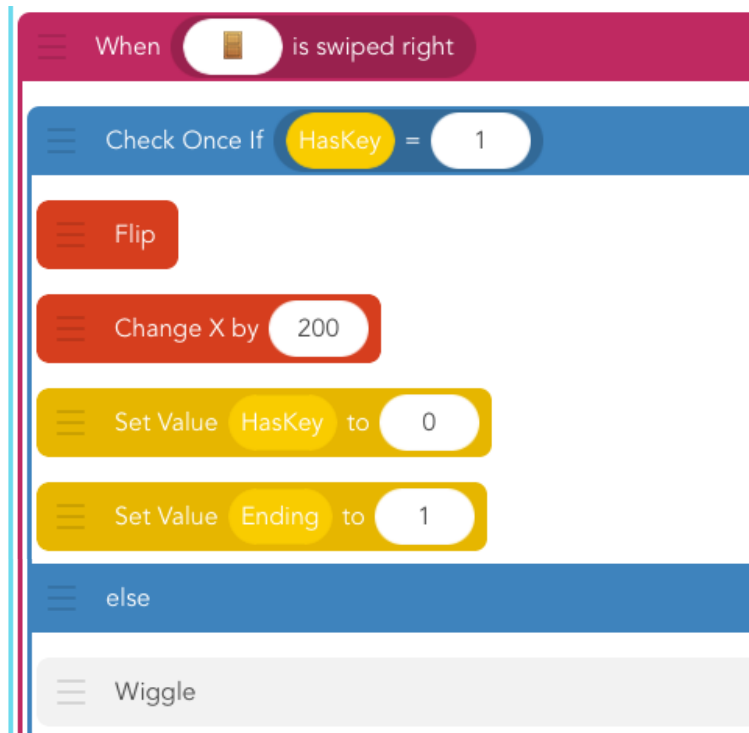 When is swiped right
Check Once If HasKey = 1
Flip
Change X by 200
Set Value HasKey to 0
Set Value Ending to 1
else
Wiggle